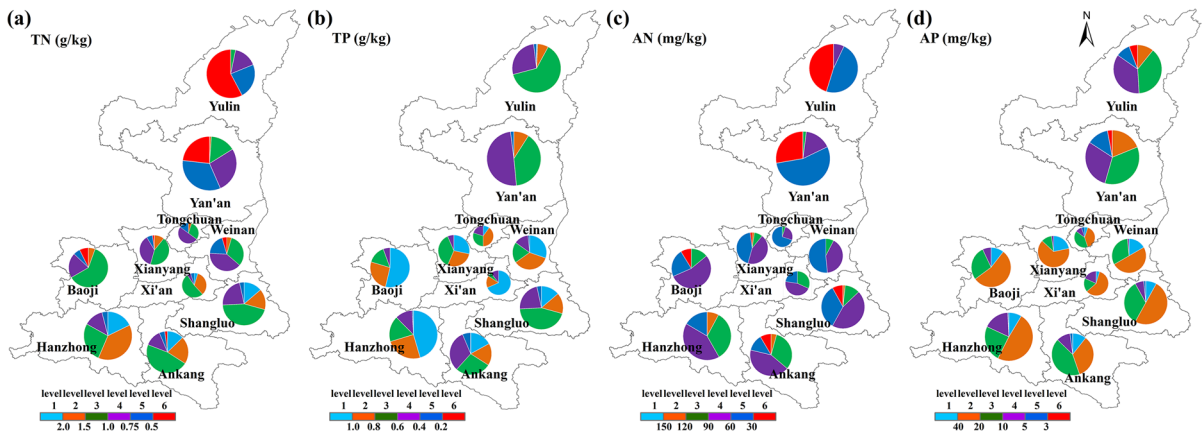 (a)
TN (g/kg)
Yulin
Yan'an
Tongchuan
Weinan
Xianyang
Baoji
Xi'an
Shangluo
Hanzhong
Ankang
level level level level level level
1 2 3 4 5 6
2.0 1.5 1.0 0.75 0.5
(b)
TP (g/kg)
Yulin
Yan'an
Tongchuan
Weinan
Xianyang
Baoji
Xi'an
Shangluo
Hanzhong
Ankang
level level level level level level
1 2 3 4 5 6
1.0 0.8 0.6 0.4 0.2
(c)
AN (mg/kg)
Yulin
Yan'an
Tongchuan
Weinan
Xianyang
Baoji
Xi'an
Shangluo
Hanzhong
Ankang
level level level level level level
1 2 3 4 5 6
150 120 90 60 30
(d)
AP (mg/kg)
N
Yulin
Yan'an
Tongchuan
Weinan
Xianyang
Baoji
Xi'an
Shangluo
Hanzhong
Ankang
level level level level level level
1 2 3 4 5 6
40 20 10 5 3